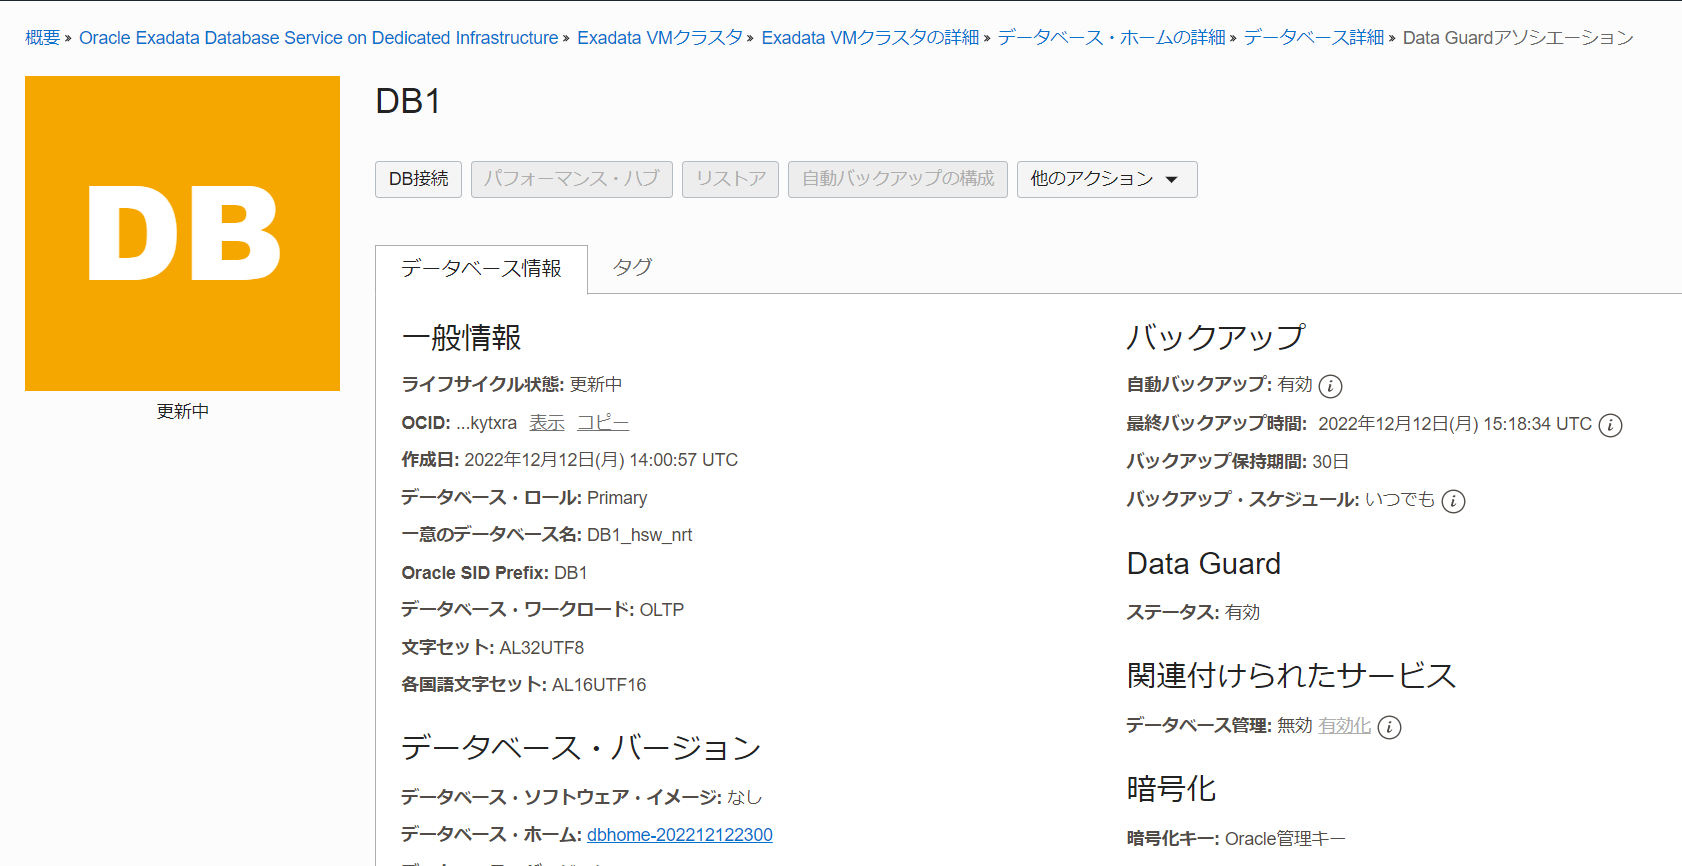 概要 » Oracle Exadata Database Service on Dedicated Infrastructure » Exadata VMクラスタ » Exadata VMクラスタの詳細 » データベース・ホームの詳細 » データベース詳細 » Data Guardアソシエーション
DB
更新中
DB1
DB接続 パフォーマンス・ハブ リストア 自動バックアップの構成 他のアクション
データベース情報 タグ
一般情報
ライフサイクル状態: 更新中
OCID: ...kytxra 表示 コピー
作成日: 2022年12月12日(月) 14:00:57 UTC
データベース・ロール: Primary
一意のデータベース名: DB1_hsw_nrt
Oracle SID Prefix: DB1
データベース・ワークロード: OLTP
文字セット: AL32UTF8
各国語文字セット: AL16UTF16
データベース・バージョン
データベース・ソフトウェア・イメージ: なし
データベース・ホーム: dbhome-202212122300
バックアップ
自動バックアップ: 有効
最終バックアップ時間: 2022年12月12日(月) 15:18:34 UTC
バックアップ保持期間: 30日
バックアップ・スケジュール: いつでも
Data Guard
ステータス: 有効
関連付けられたサービス
データベース管理: 無効 有効化
暗号化
暗号化キー: Oracle管理キー